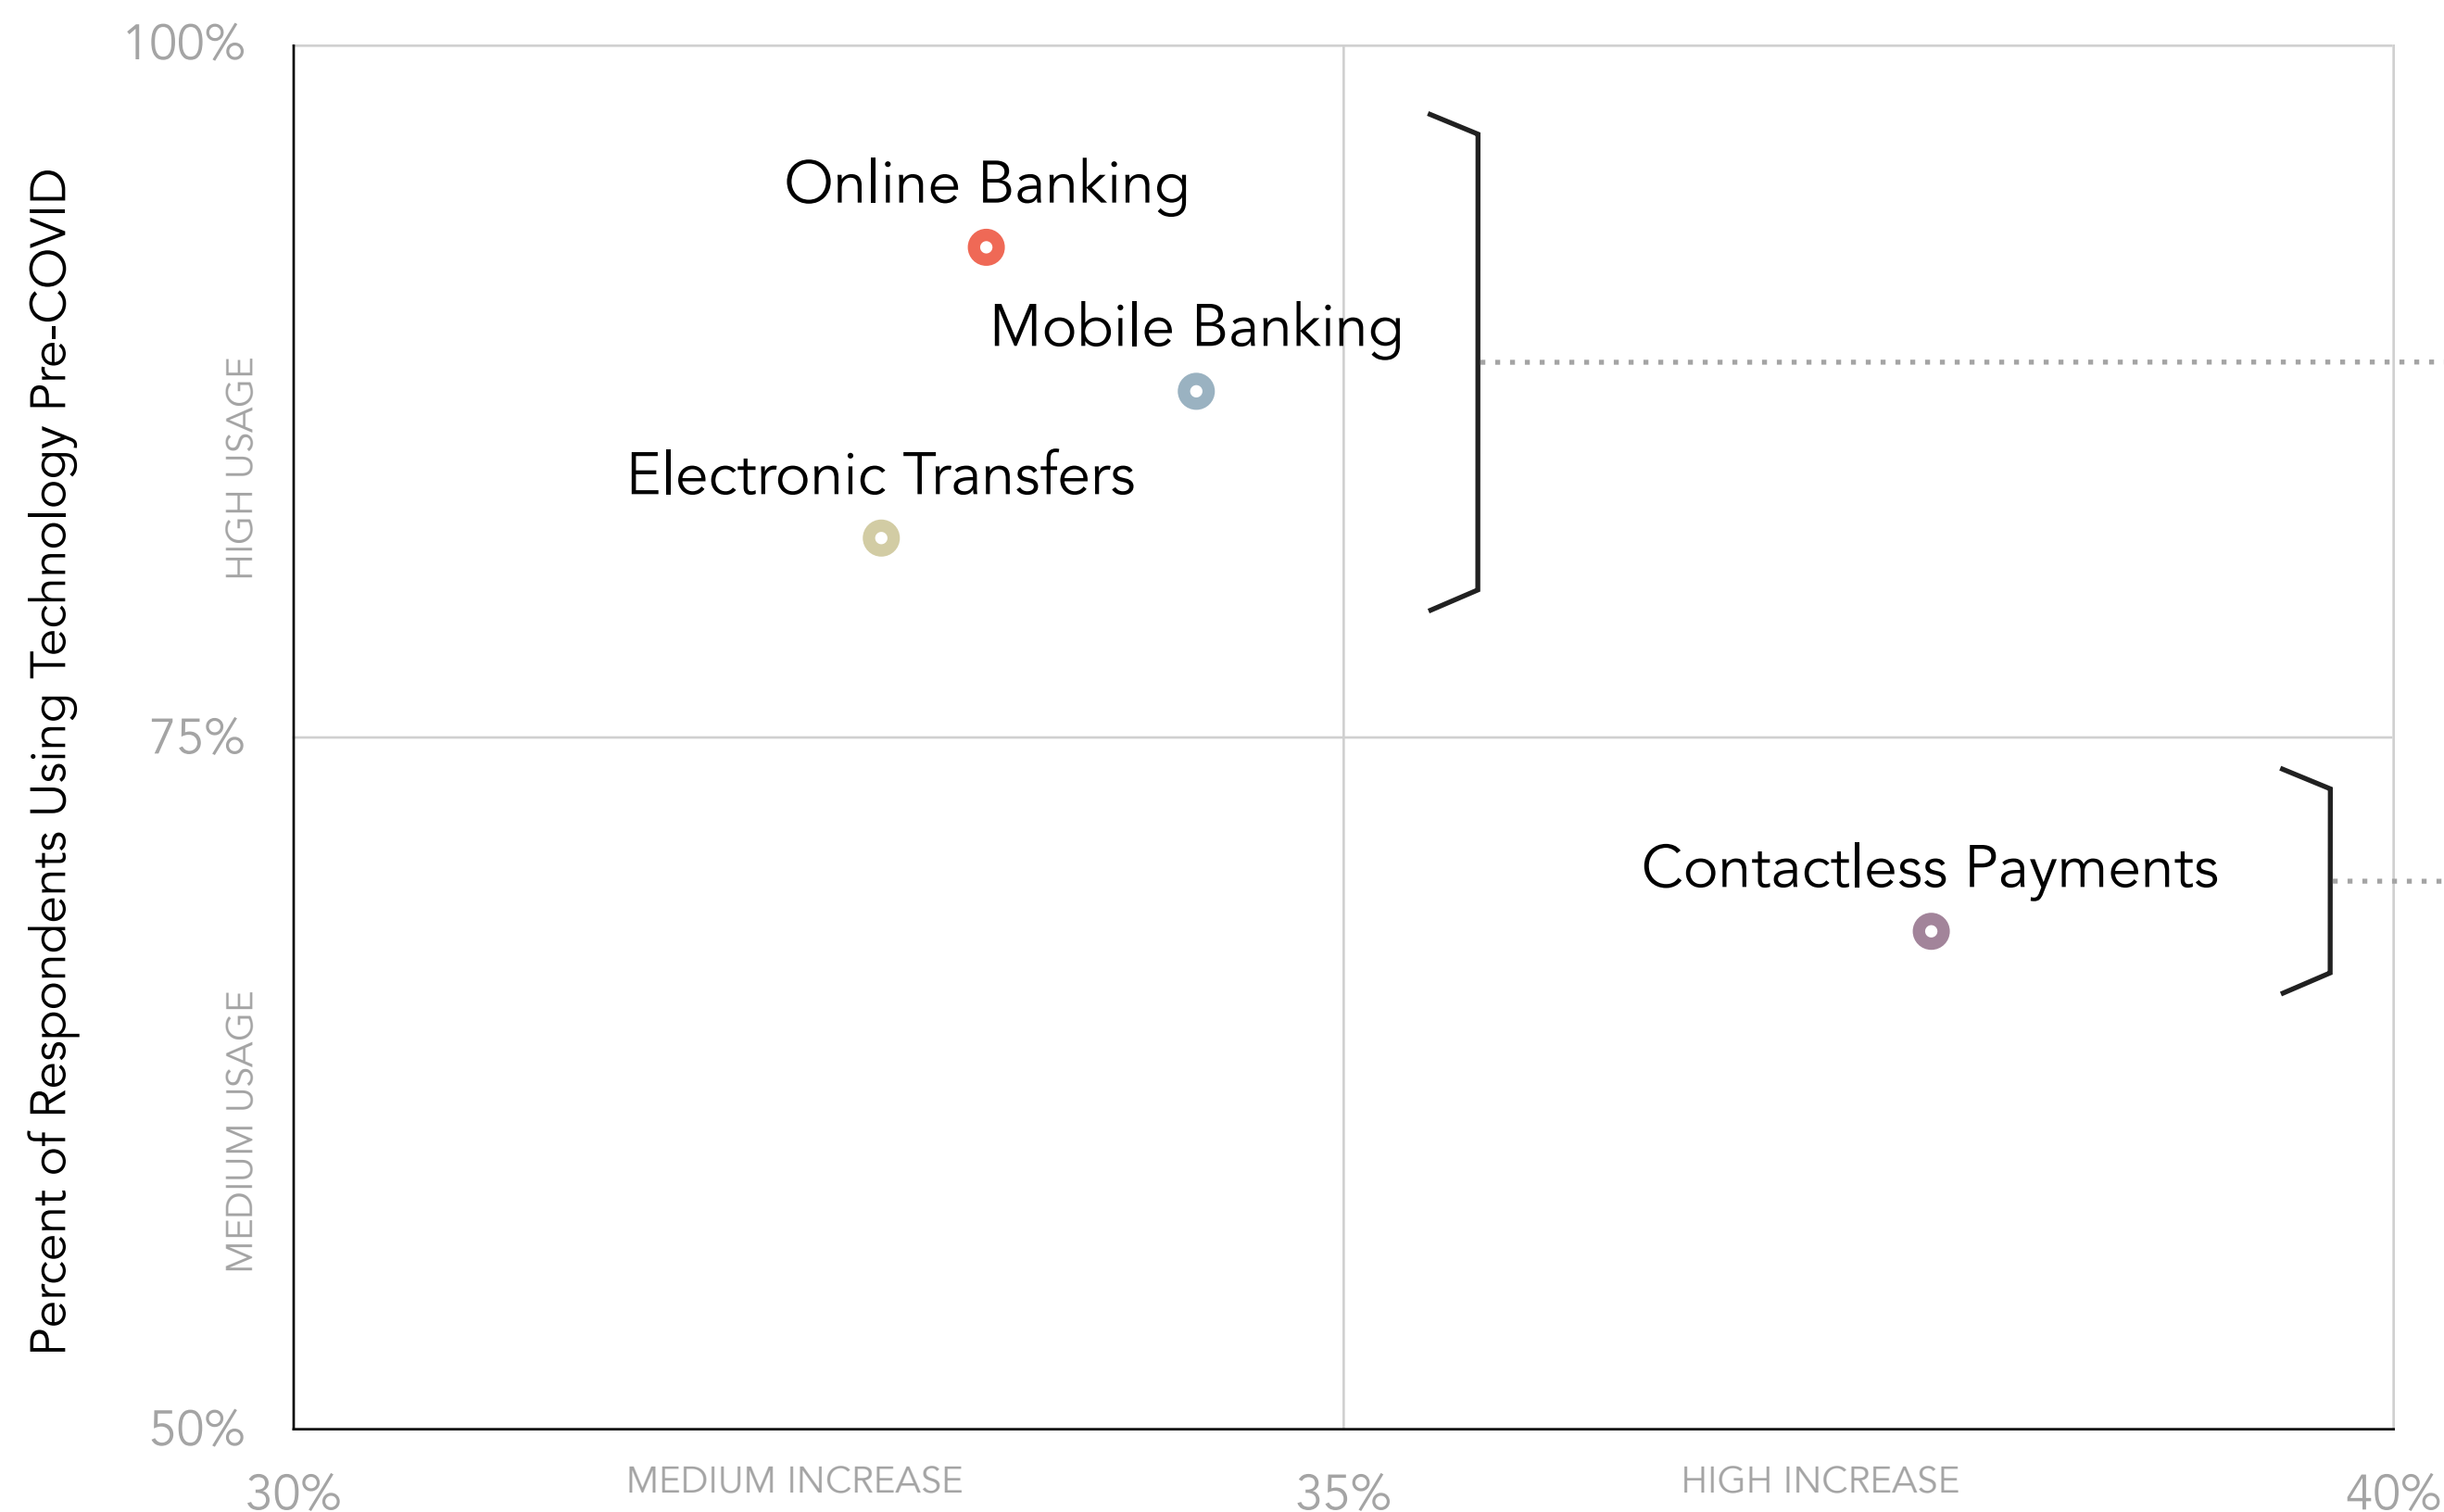 100%
Online Banking
Mobile Banking
Electronic Transfers
HIGH USAGE
Percent of Respondents Using Technology Pre-COVID
75%
Contactless Payments
MEDIUM USAGE
50%
30%
MEDIUM INCREASE
35%
HIGH INCREASE
40%